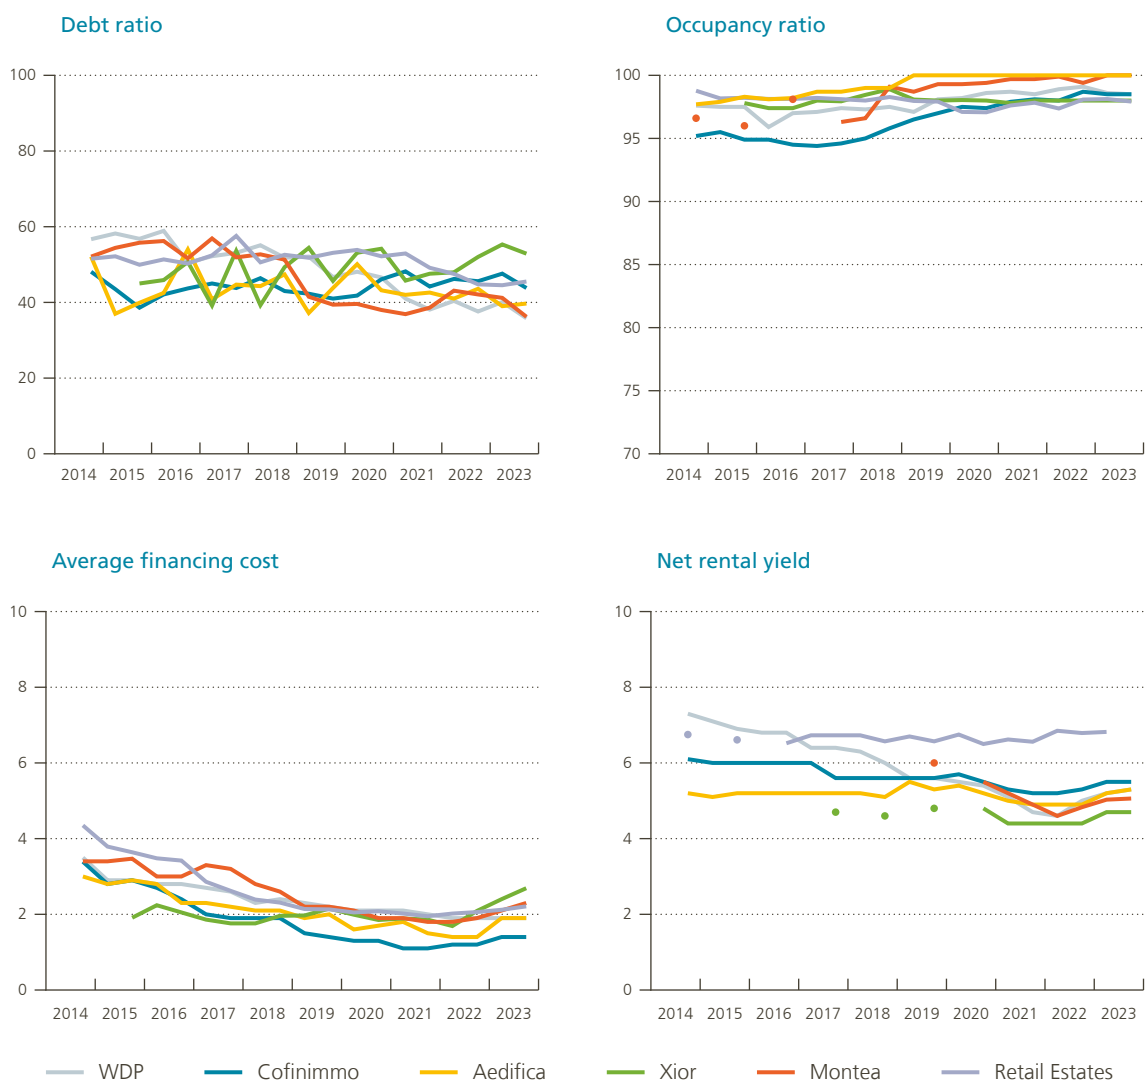 Debt ratio
100
80
60
40
20
0
2014 2015 2016 2017 2018 2019 2020 2021 2022 2023
Occupancy ratio
100
95
90
85
80
75
70
2014 2015 2016 2017 2018 2019 2020 2021 2022 2023
Average financing cost
10
8
6
4
2
0
2014 2015 2016 2017 2018 2019 2020 2021 2022 2023
Net rental yield
10
8
6
4
2
0
2014 2015 2016 2017 2018 2019 2020 2021 2022 2023
WDP Cofinimmo Aedifica Xior Montea Retail Estates